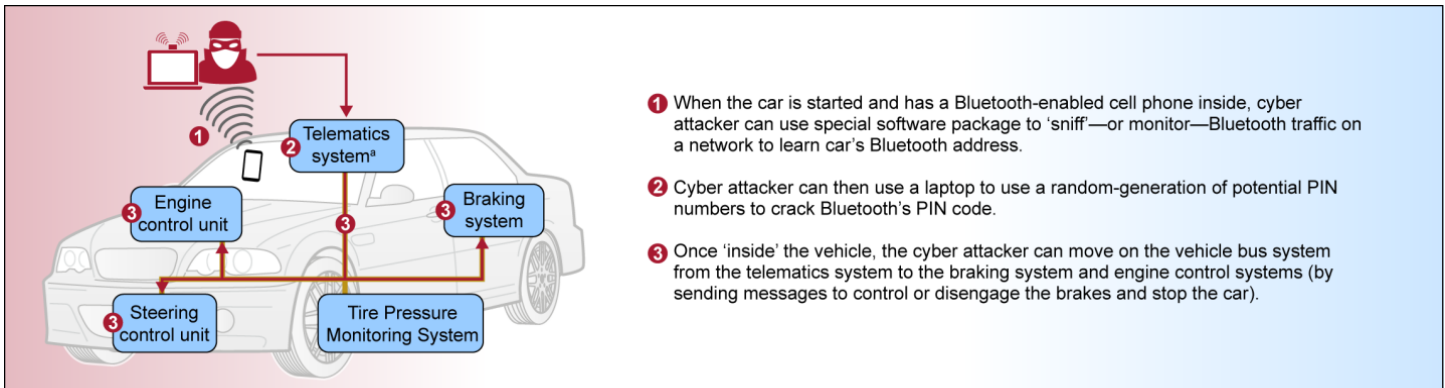 1
Telematics
systemª
2
3 Engine
control unit
3 Braking
system
3
3 Steering
control unit
Tire Pressure
Monitoring System
1 When the car is started and has a Bluetooth-enabled cell phone inside, cyber
attacker can use special software package to ‘sniff’—or monitor—Bluetooth traffic on
a network to learn car’s Bluetooth address.
2 Cyber attacker can then use a laptop to use a random-generation of potential PIN
numbers to crack Bluetooth’s PIN code.
3 Once ‘inside’ the vehicle, the cyber attacker can move on the vehicle bus system
from the telematics system to the braking system and engine control systems (by
sending messages to control or disengage the brakes and stop the car).